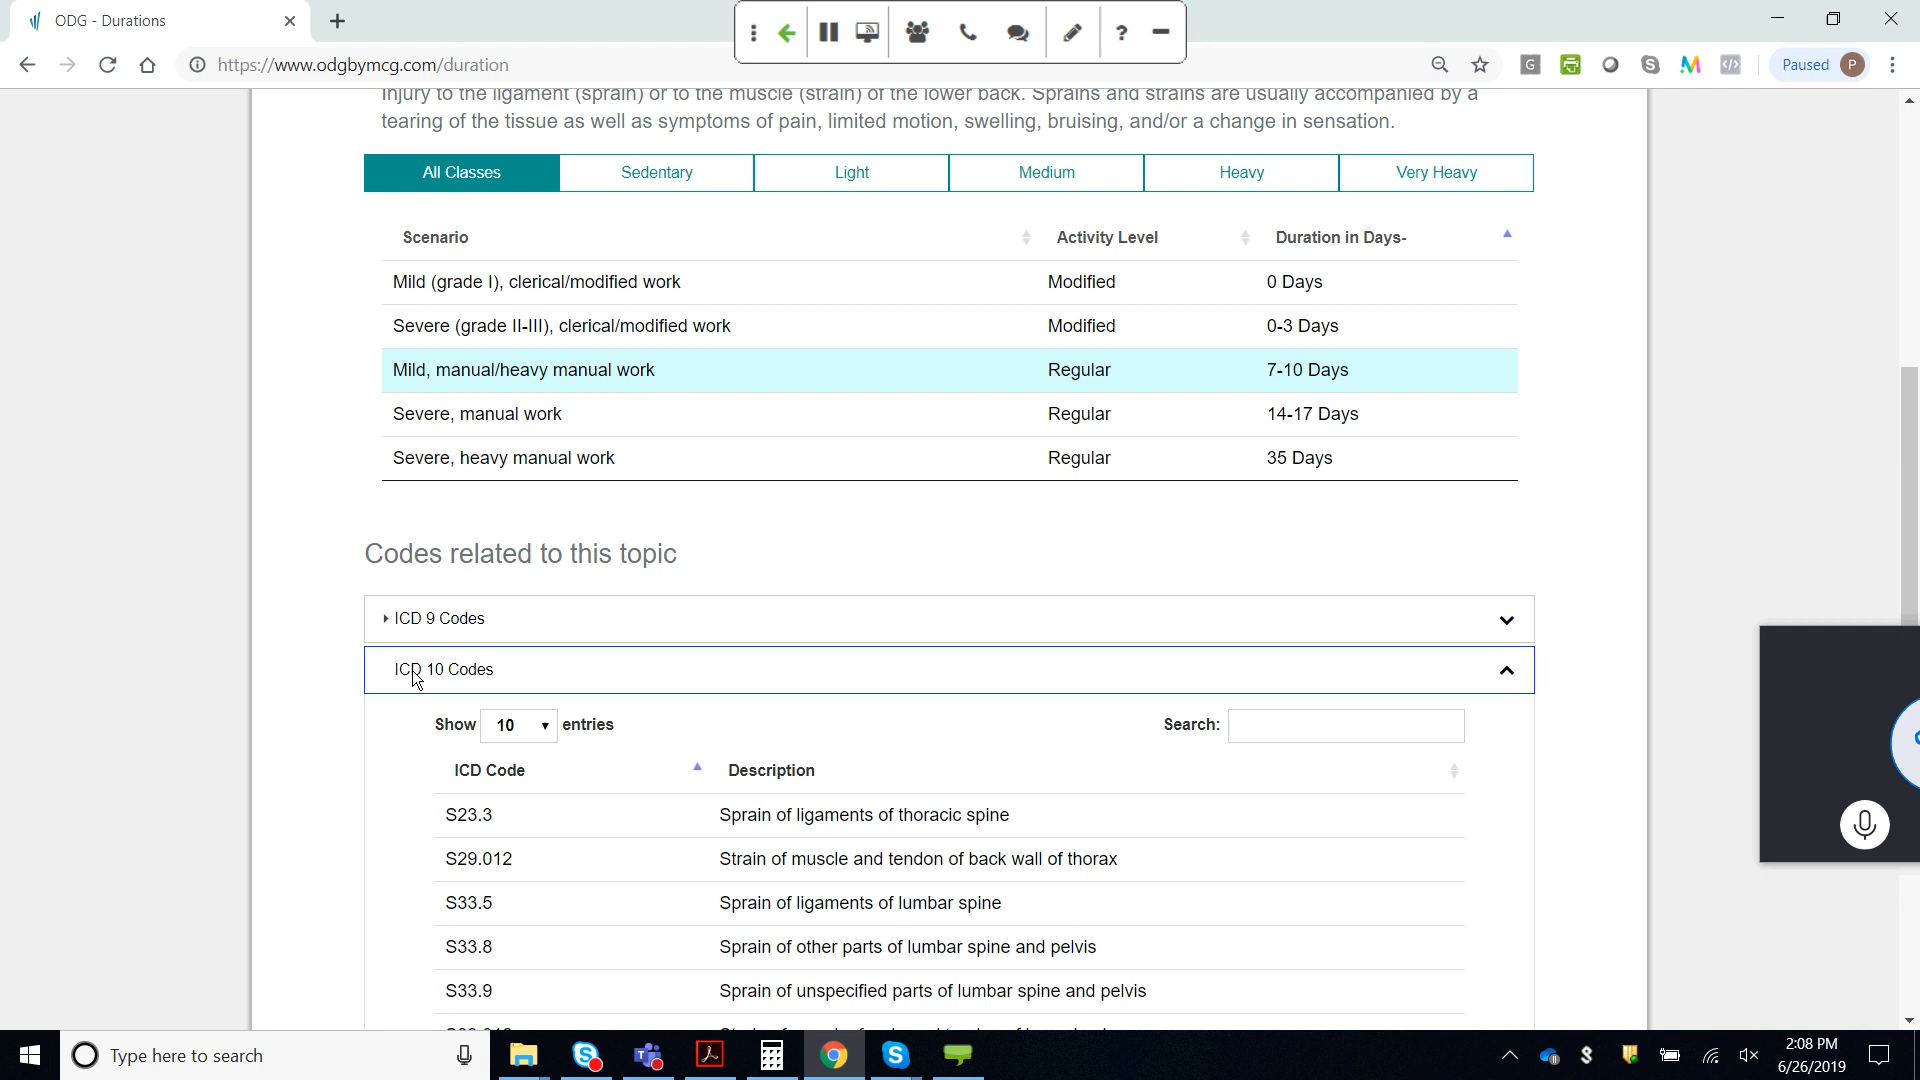 ODG - Durations
?
https://www.odgbymcg.com/duration
G
S
M
Paused P
Injury to the ligament (sprain) or to the muscle (strain) of the lower back. Sprains and strains are usually accompanied by a
tearing of the tissue as well as symptoms of pain, limited motion, swelling, bruising, and/or a change in sensation.
All Classes Sedentary Light Medium Heavy Very Heavy
Scenario Activity Level Duration in Days-
Mild (grade I), clerical/modified work Modified 0 Days
Severe (grade II-III), clerical/modified work Modified 0-3 Days
Mild, manual/heavy manual work Regular 7-10 Days
Severe, manual work Regular 14-17 Days
Severe, heavy manual work Regular 35 Days
Codes related to this topic
ICD 9 Codes
ICD 10 Codes
Show 10 entries Search:
ICD Code Description
S23.3 Sprain of ligaments of thoracic spine
S29.012 Strain of muscle and tendon of back wall of thorax
S33.5 Sprain of ligaments of lumbar spine
S33.8 Sprain of other parts of lumbar spine and pelvis
S33.9 Sprain of unspecified parts of lumbar spine and pelvis
Type here to search
2:08 PM
6/26/2019